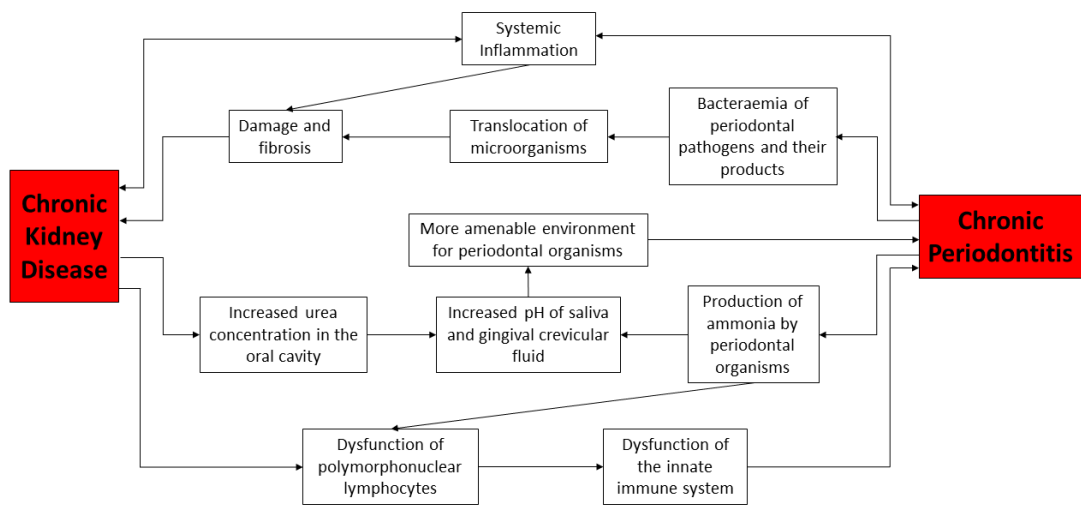 Systemic
Inflammation
Damage and
fibrosis
Translocation of
microorganisms
Bacteraemia of
periodontal
pathogens and their
products
Chronic
Kidney
Disease
More amenable environment
for periodontal organisms
Chronic
Periodontitis
Increased urea
concentration in the
oral cavity
Increased pH of saliva
and gingival crevicular
fluid
Production of
ammonia by
periodontal
organisms
Dysfunction of
polymorphonuclear
lymphocytes
Dysfunction of
the innate
immune system